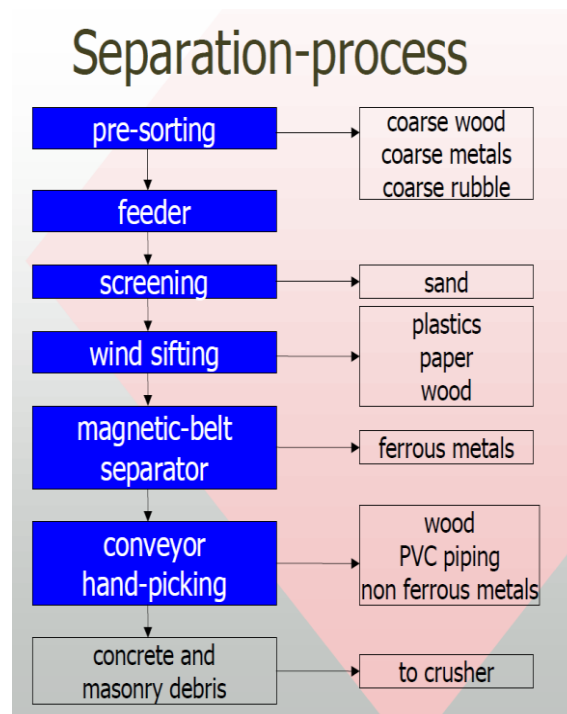 Separation-process
pre-sorting
coarse wood
coarse metals
coarse rubble
feeder
screening
sand
wind sifting
plastics
paper
wood
magnetic-belt
separator
ferrous metals
conveyor
hand-picking
wood
PVC piping
non ferrous metals
concrete and
masonry debris
to crusher